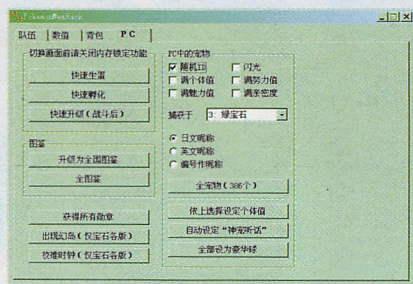 队伍 数值 背包 PC
切换画面前请关闭内存锁定功能
快速生蛋
快速孵化
快速升级(战斗后)
图鉴
升级为全国图鉴
全图鉴
获得所有勋章
出现幻岛(仅宝石各版)
校准时钟(仅宝石各版)
PC中的宠物
随机ID 闪光
满个体值 满努力值
满魅力值 满亲密度
捕获于 3: 绿宝石
日文昵称
英文昵称
编号作昵称
全宠物(386个)
依上选择设定个体值
自动设定“神宠听话”
全部设为豪华球